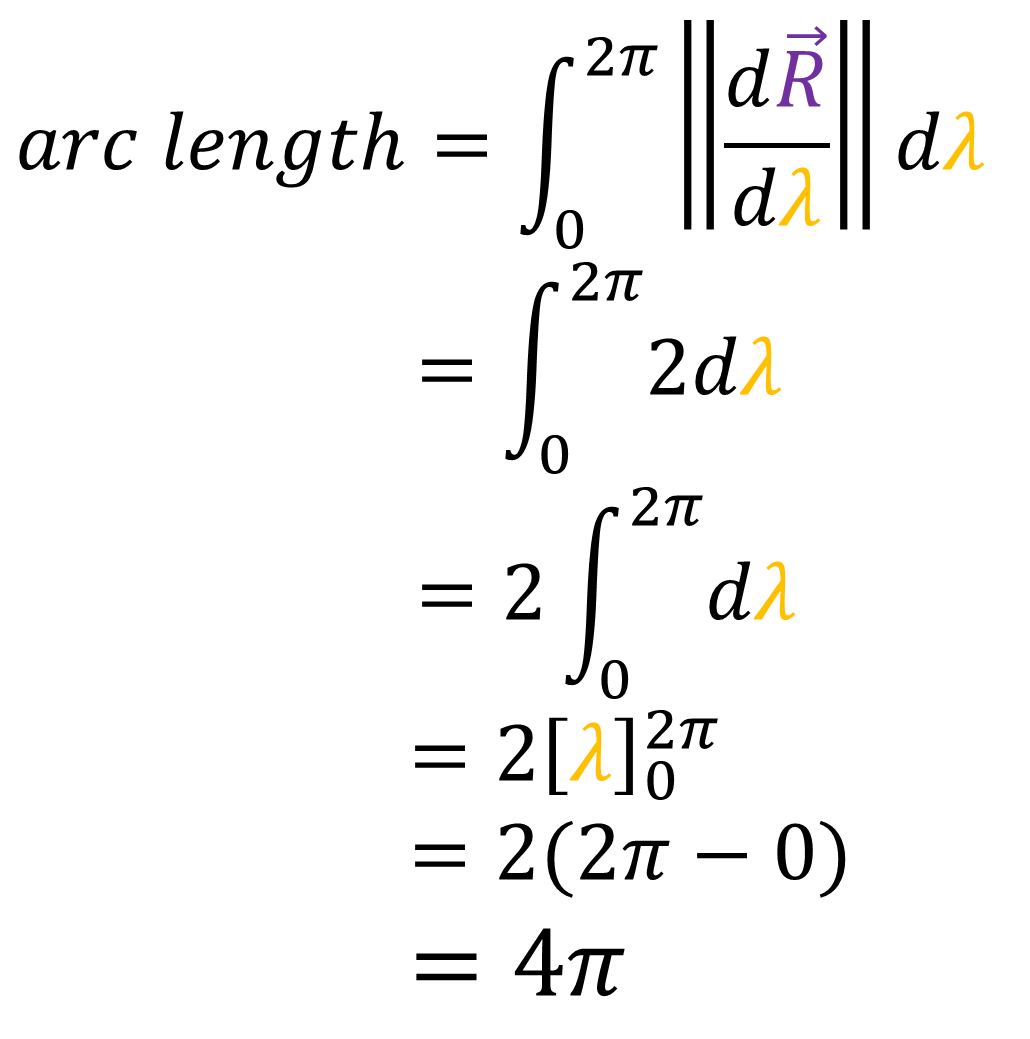 arc length = ∫₀^2π ‖dR⃗/dλ‖ dλ
= ∫₀^2π 2dλ
= 2 ∫₀^2π dλ
= 2[λ]₀^2π
= 2(2π − 0)
= 4π